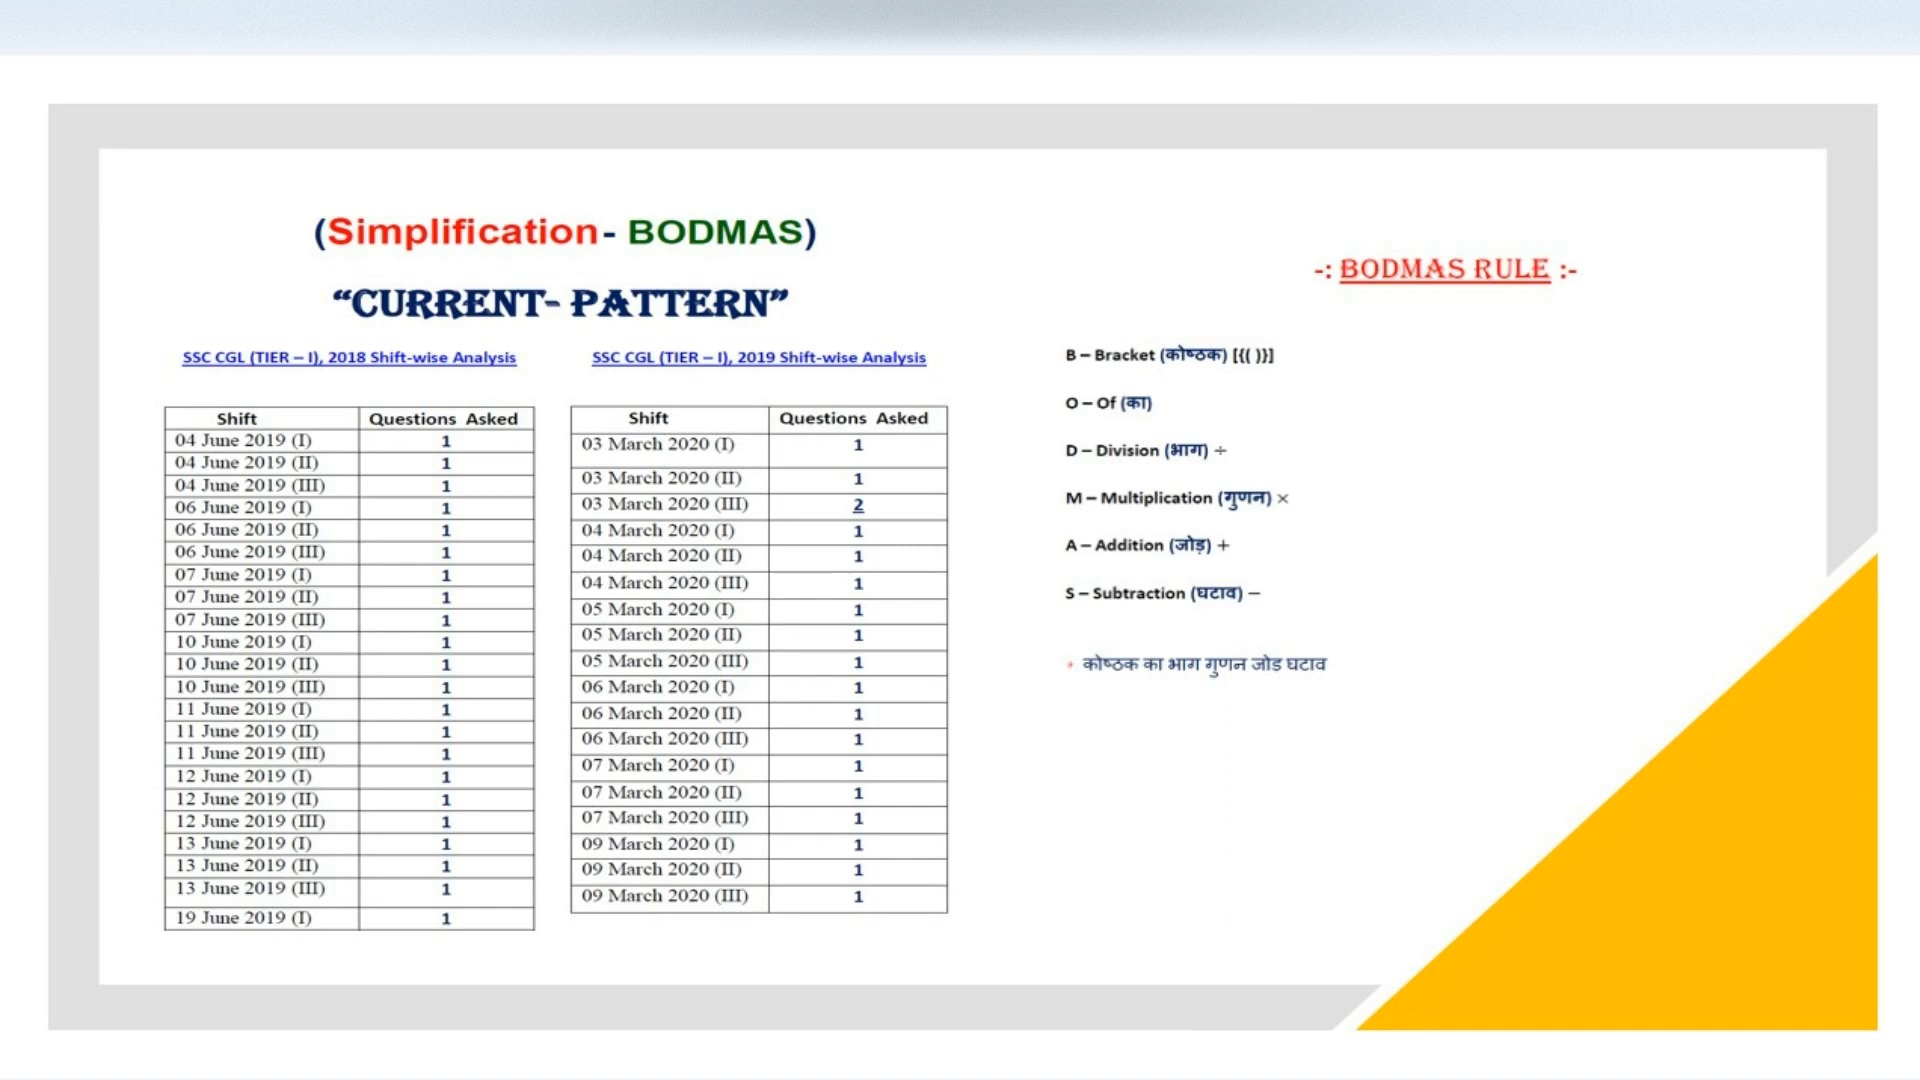 (Simplification- BODMAS)
“CURRENT- PATTERN”
SSC CGL (TIER – I), 2018 Shift-wise Analysis
Shift Questions Asked
04 June 2019 (I) 1
04 June 2019 (II) 1
04 June 2019 (III) 1
06 June 2019 (I) 1
06 June 2019 (II) 1
06 June 2019 (III) 1
07 June 2019 (I) 1
07 June 2019 (II) 1
07 June 2019 (III) 1
10 June 2019 (I) 1
10 June 2019 (II) 1
10 June 2019 (III) 1
11 June 2019 (I) 1
11 June 2019 (II) 1
11 June 2019 (III) 1
12 June 2019 (I) 1
12 June 2019 (II) 1
12 June 2019 (III) 1
13 June 2019 (I) 1
13 June 2019 (II) 1
13 June 2019 (III) 1
19 June 2019 (I) 1
SSC CGL (TIER – I), 2019 Shift-wise Analysis
Shift Questions Asked
03 March 2020 (I) 1
03 March 2020 (II) 1
03 March 2020 (III) 2
04 March 2020 (I) 1
04 March 2020 (II) 1
04 March 2020 (III) 1
05 March 2020 (I) 1
05 March 2020 (II) 1
05 March 2020 (III) 1
06 March 2020 (I) 1
06 March 2020 (II) 1
06 March 2020 (III) 1
07 March 2020 (I) 1
07 March 2020 (II) 1
07 March 2020 (III) 1
09 March 2020 (I) 1
09 March 2020 (II) 1
09 March 2020 (III) 1
-: BODMAS RULE :-
B – Bracket (कोष्ठक) [{( )}]
O – Of (का)
D – Division (भाग) ÷
M – Multiplication (गुणन) ×
A – Addition (जोड़) +
S – Subtraction (घटाव) −
* कोष्ठक का भाग गुणन जोड घटाव